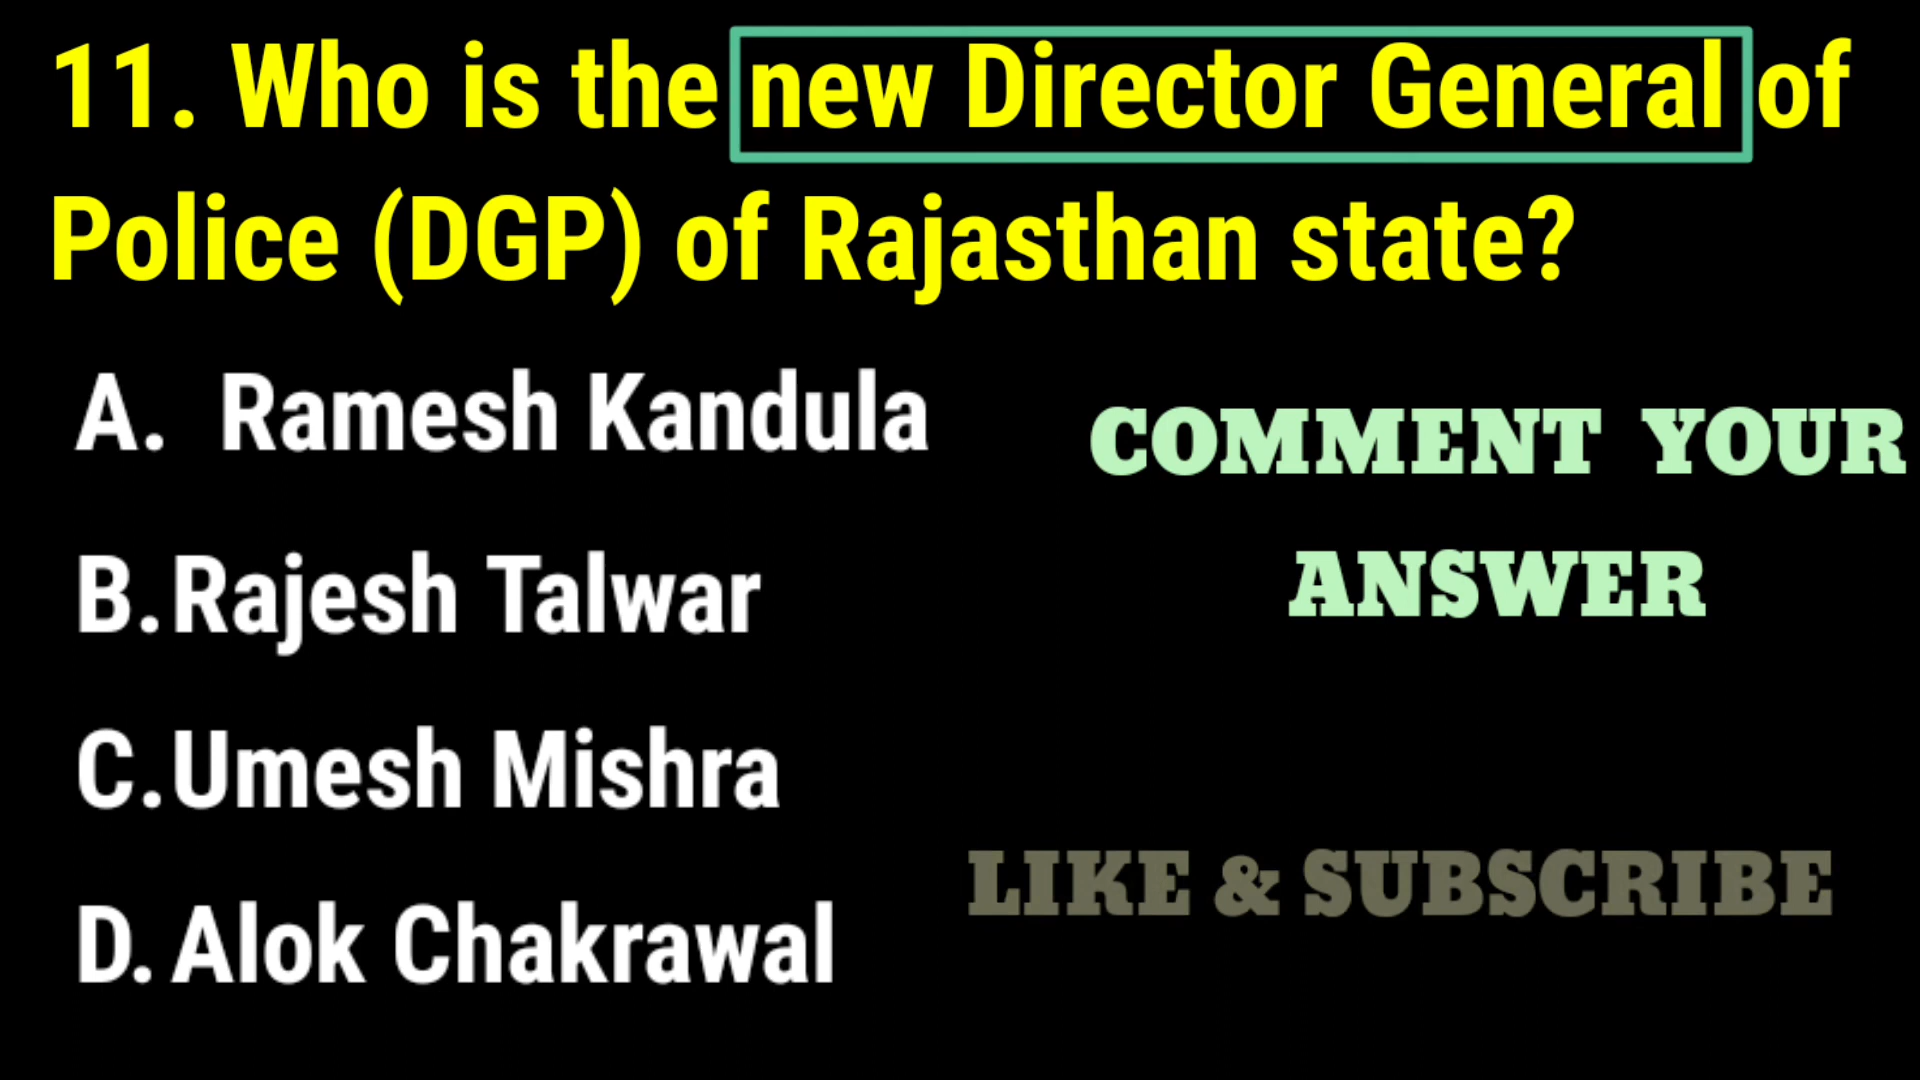 11. Who is the new Director General of
Police (DGP) of Rajasthan state?
A. Ramesh Kandula
B. Rajesh Talwar
C. Umesh Mishra
D. Alok Chakrawal
COMMENT YOUR
ANSWER
LIKE & SUBSCRIBE